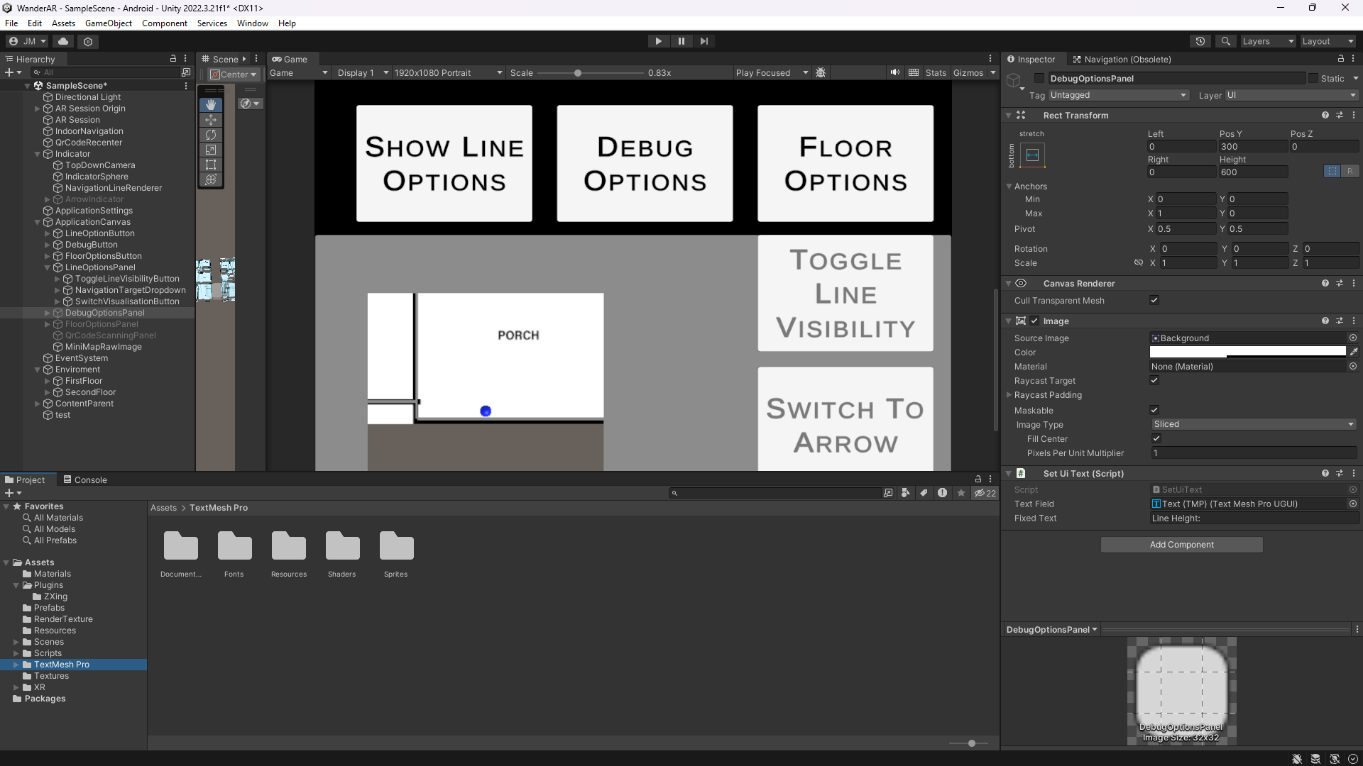 WanderAR - SampleScene - Android - Unity 2022.3.21f1* <DX11>
File Edit Assets GameObject Component Services Window Help
JM
Layers
Layout
Hierarchy
All
SampleScene*
Directional Light
AR Session Origin
AR Session
IndoorNavigation
QrCodeRecenter
Indicator
TopDownCamera
IndicatorSphere
NavigationLineRenderer
ArrowIndicator
ApplicationSettings
ApplicationCanvas
LineOptionButton
DebugButton
FloorOptionsButton
LineOptionsPanel
ToggleLineVisibilityButton
NavigationTargetDropdown
SwitchVisualisationButton
DebugOptionsPanel
FloorOptionsPanel
QrCodeScanningPanel
MiniMapRawImage
EventSystem
Enviroment
FirstFloor
SecondFloor
ContentParent
test
Scene
Center
Game
Game Display 1 1920x1080 Portrait Scale 0.83x Play Focused Stats Gizmos
Show Line Options
Debug Options
Floor Options
Toggle Line Visibility
Switch To Arrow
PORCH
Inspector Navigation (Obsolete)
DebugOptionsPanel Static
Tag Untagged Layer UI
Rect Transform
stretch
bottom
Left Pos Y Pos Z
0 300 0
Right Height
0 600
R
Anchors
Min X 0 Y 0
Max X 1 Y 0
Pivot X 0.5 Y 0.5
Rotation X 0 Y 0 Z 0
Scale X 1 Y 1 Z 1
Canvas Renderer
Cull Transparent Mesh
Image
Source Image Background
Color
Material None (Material)
Raycast Target
Raycast Padding
Maskable
Image Type Sliced
Fill Center
Pixels Per Unit Multiplier 1
Set Ui Text (Script)
Script SetUiText
Text Field Text (TMP) (Text Mesh Pro UGUI)
Fixed Text Line Height:
Add Component
DebugOptionsPanel
DebugOptionsPanel
Image Size: 32x32
Project Console
22
Favorites
All Materials
All Models
All Prefabs
Assets
Materials
Plugins
ZXing
Prefabs
RenderTexture
Resources
Scenes
Scripts
TextMesh Pro
Textures
XR
Packages
Assets > TextMesh Pro
Document... Fonts Resources Shaders Sprites